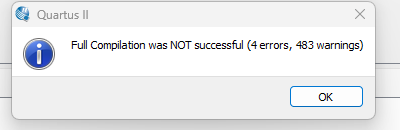 Quartus II
Full Compilation was NOT successful (4 errors, 483 warnings)
OK